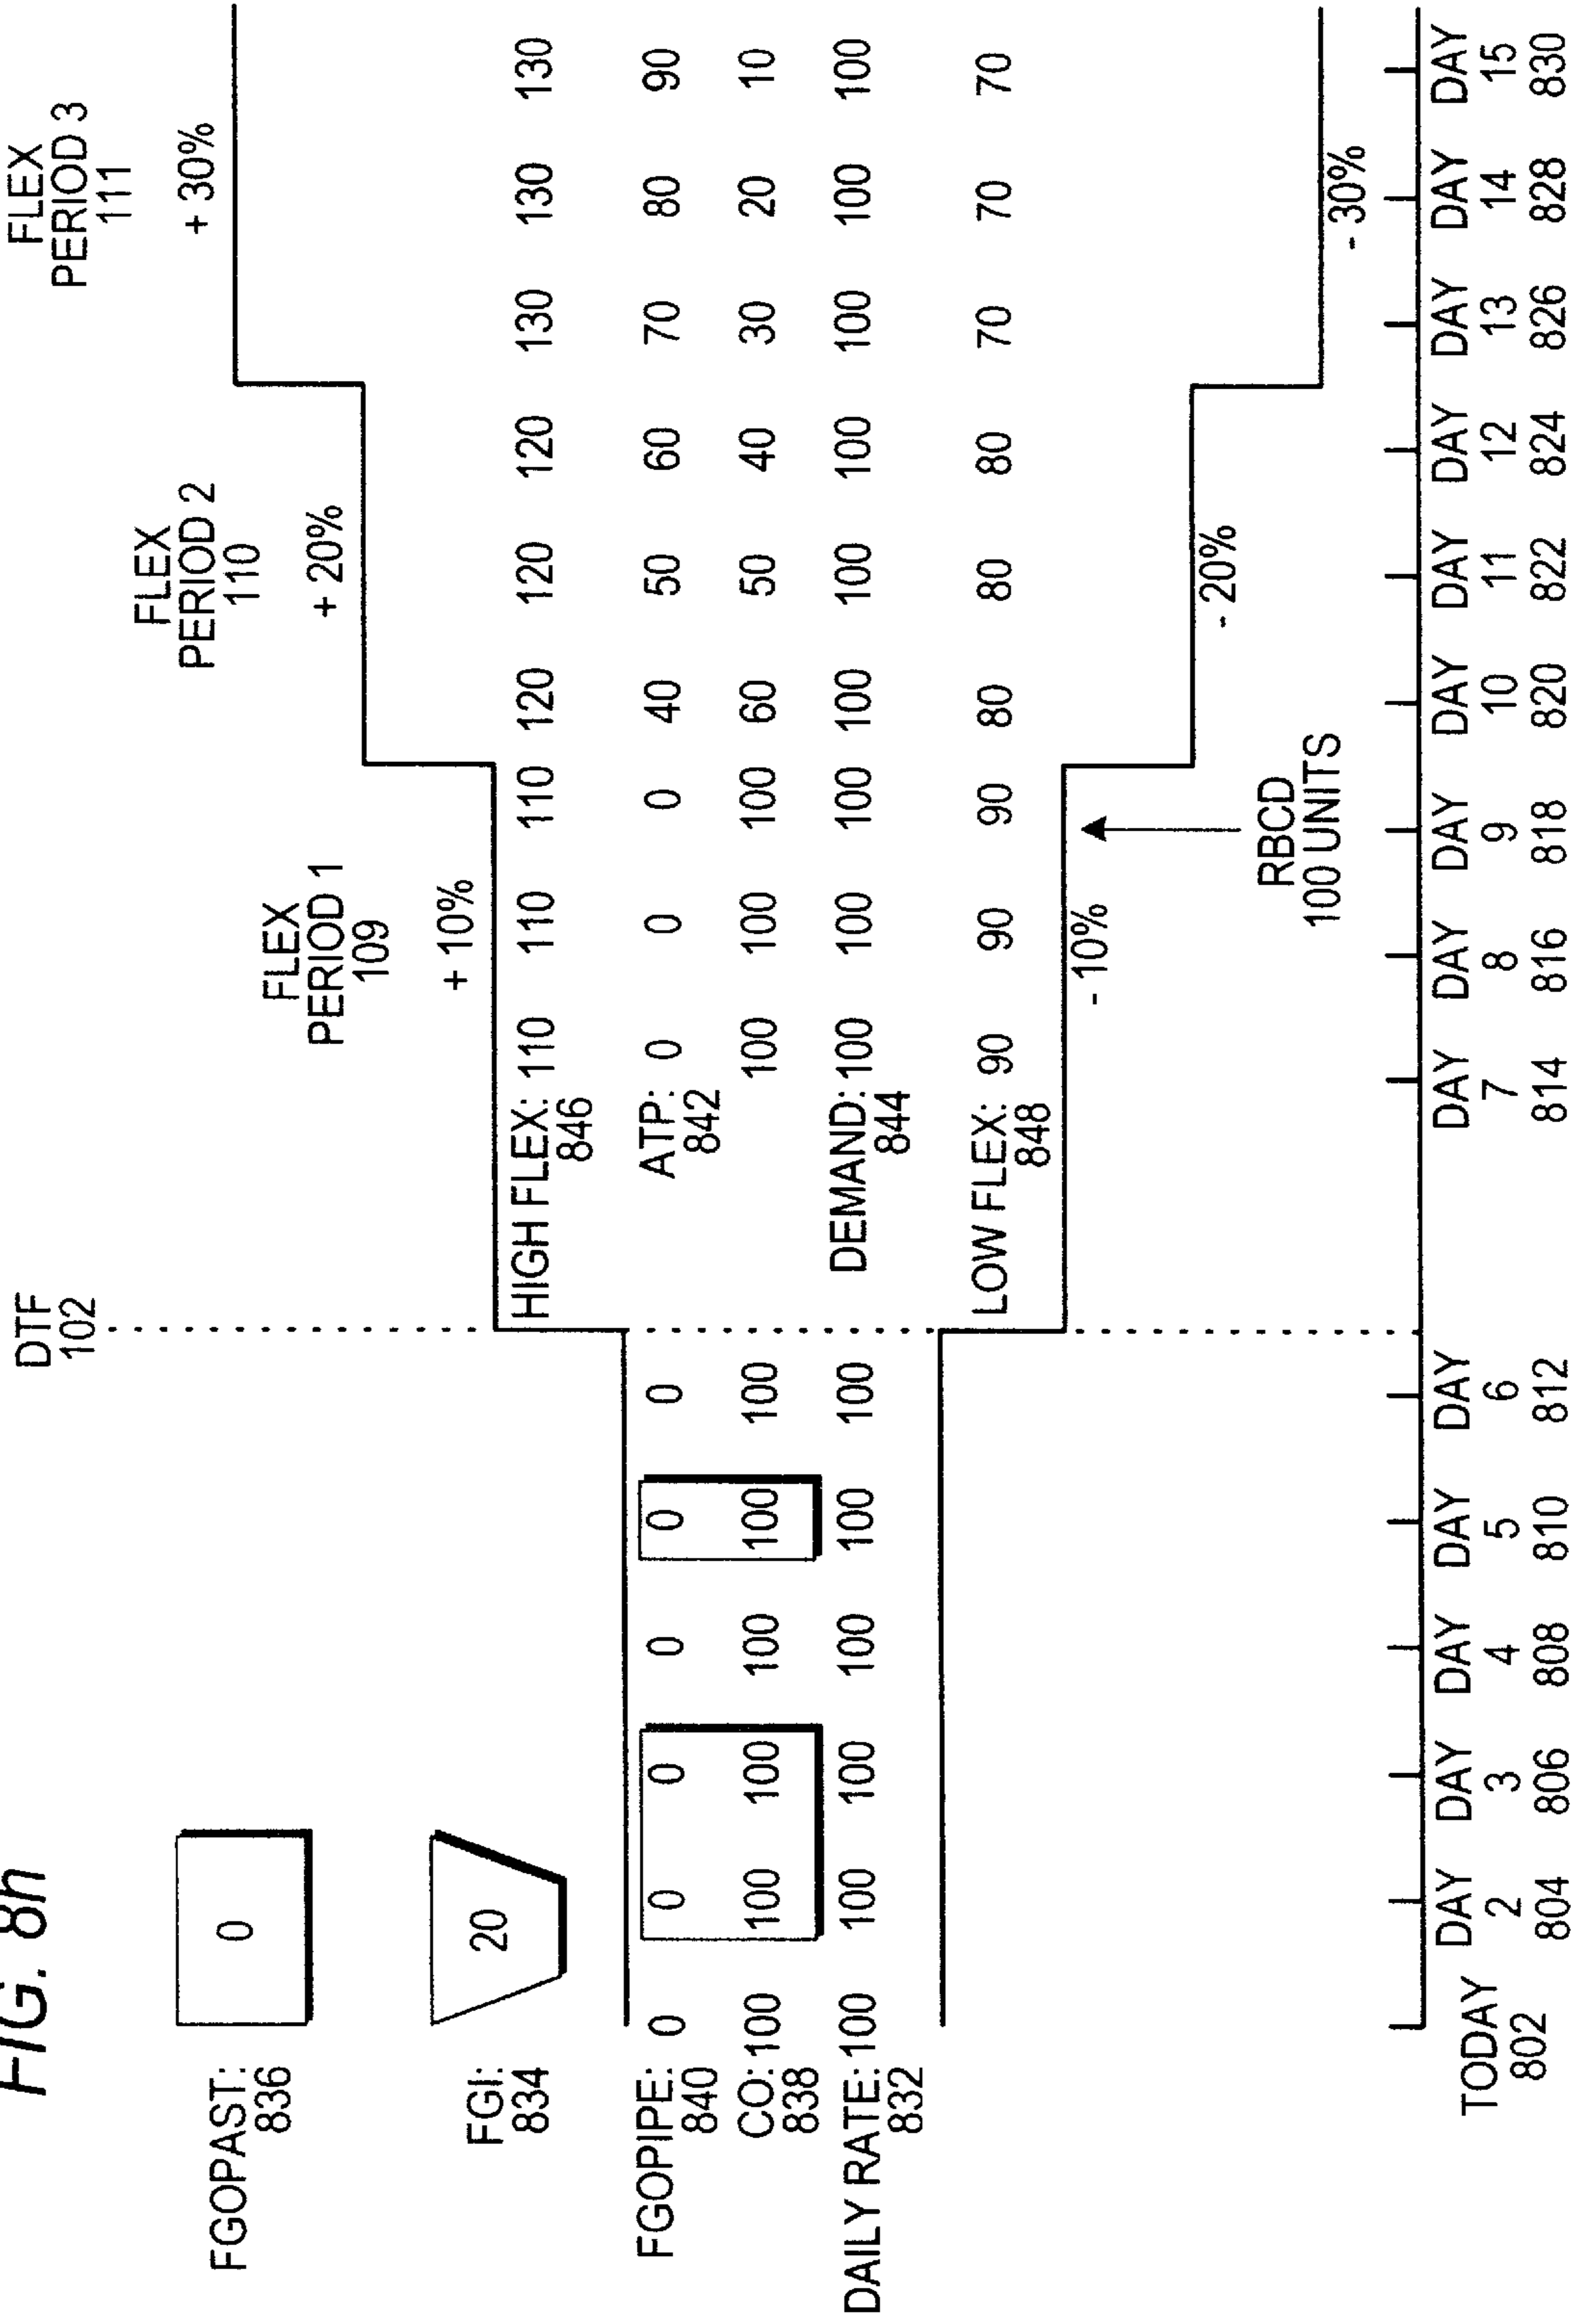 FIG. 8h
DTF
102
FLEX
PERIOD 1
109
+ 10%
FLEX
PERIOD 2
110
+ 20%
FLEX
PERIOD 3
111
+ 30%
FGOPAST:
836
0
FGI:
834
20
HIGH FLEX: 110 110 110 120 120 120 130 130 130
846
FGOPIPE: 0 0 0 0 0 0
840
ATP: 0 0 0 40 50 60 70 80 90
842
CO: 100 100 100 100 100 100 100 100 100 60 50 40 30 20 10
838
DAILY RATE: 100 100 100 100 100 100
832
DEMAND: 100 100 100 100 100 100 100 100 100
844
LOW FLEX: 90 90 90 80 80 80 70 70 70
848
- 10%
- 20%
- 30%
RBCD
100 UNITS
TODAY
802
DAY
2
804
DAY
3
806
DAY
4
808
DAY
5
810
DAY
6
812
DAY
7
814
DAY
8
816
DAY
9
818
DAY
10
820
DAY
11
822
DAY
12
824
DAY
13
826
DAY
14
828
DAY
15
830